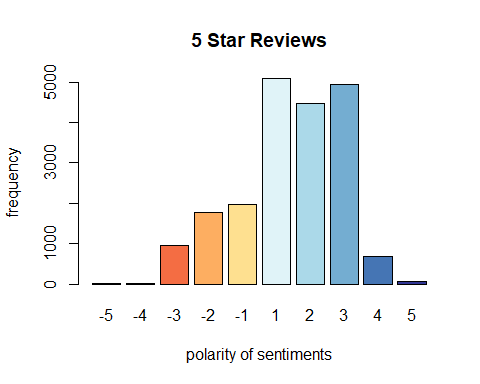 5 Star Reviews
frequency
5000
3000
1000
0
-5 -4 -3 -2 -1 1 2 3 4 5
polarity of sentiments